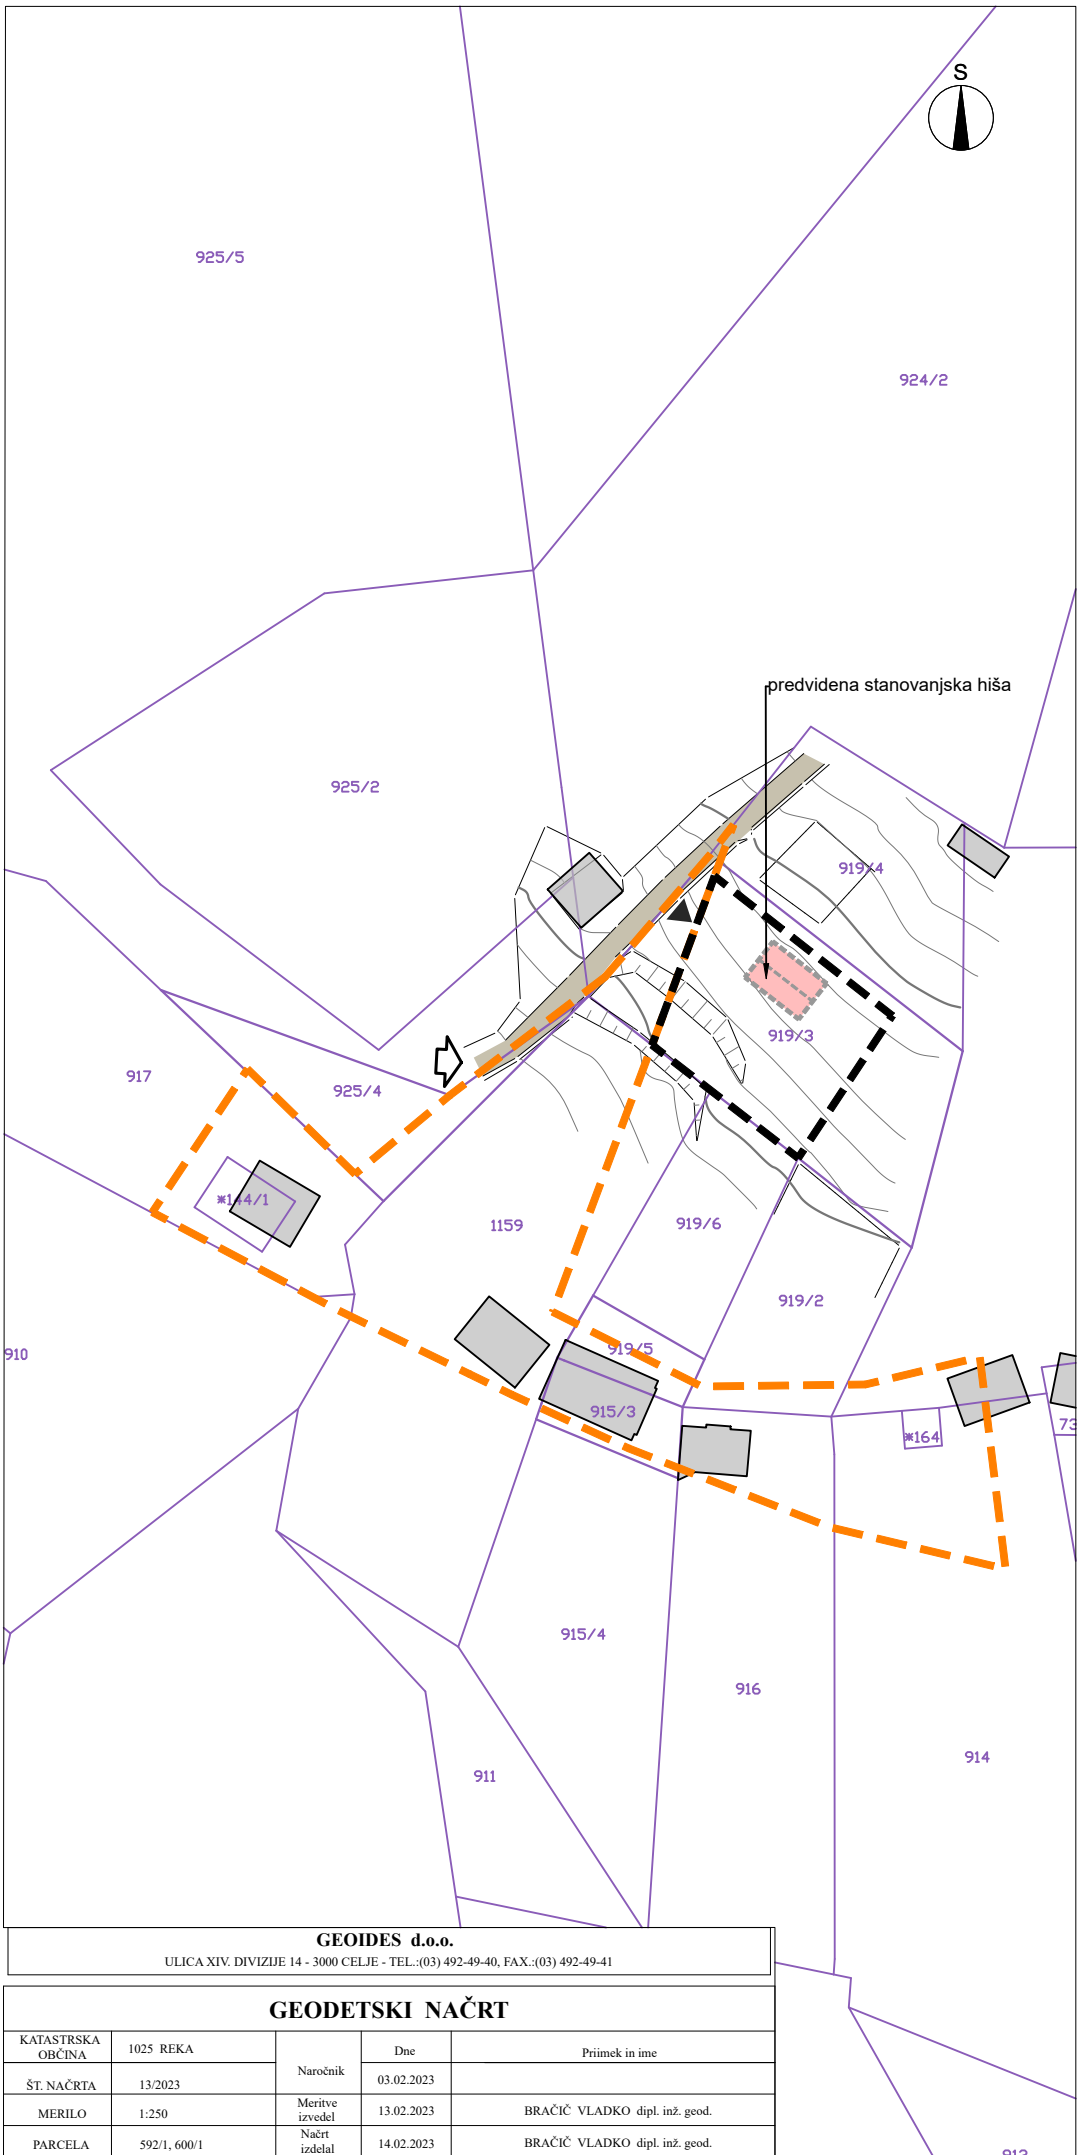 S
925/5
924/2
predvidena stanovanjska hiša
925/2
919/4
919/3
917
925/4
*144/1
1159
919/6
919/2
910
919/5
915/3
*164
73
915/4
916
914
911
GEOIDES d.o.o.
ULICA XIV. DIVIZIJE 14 - 3000 CELJE - TEL.:(03) 492-49-40, FAX.:(03) 492-49-41
GEODETSKI NAČRT
KATASTRSKA OBČINA 1025 REKA Naročnik Dne Priimek in ime
ŠT. NAČRTA 13/2023 03.02.2023
MERILO 1:250 Meritve izvedel 13.02.2023 BRAČIČ VLADKO dipl. inž. geod.
PARCELA 592/1, 600/1 Načrt izdelal 14.02.2023 BRAČIČ VLADKO dipl. inž. geod.